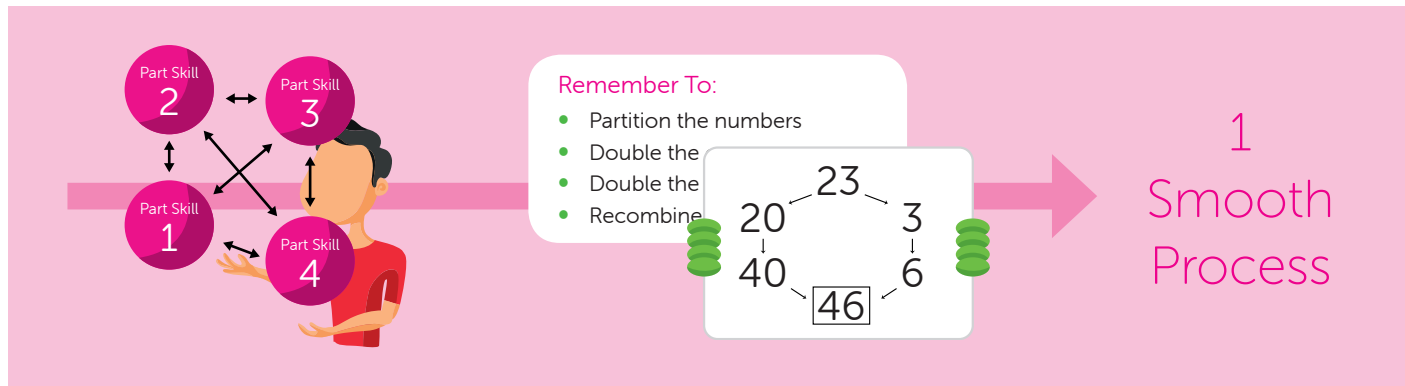 Part Skill
2
Part Skill
3
Part Skill
1
Part Skill
4
Remember To:
• Partition the numbers
• Double the
• Double the
• Recombine
23
20 3
40 6
46
1
Smooth
Process